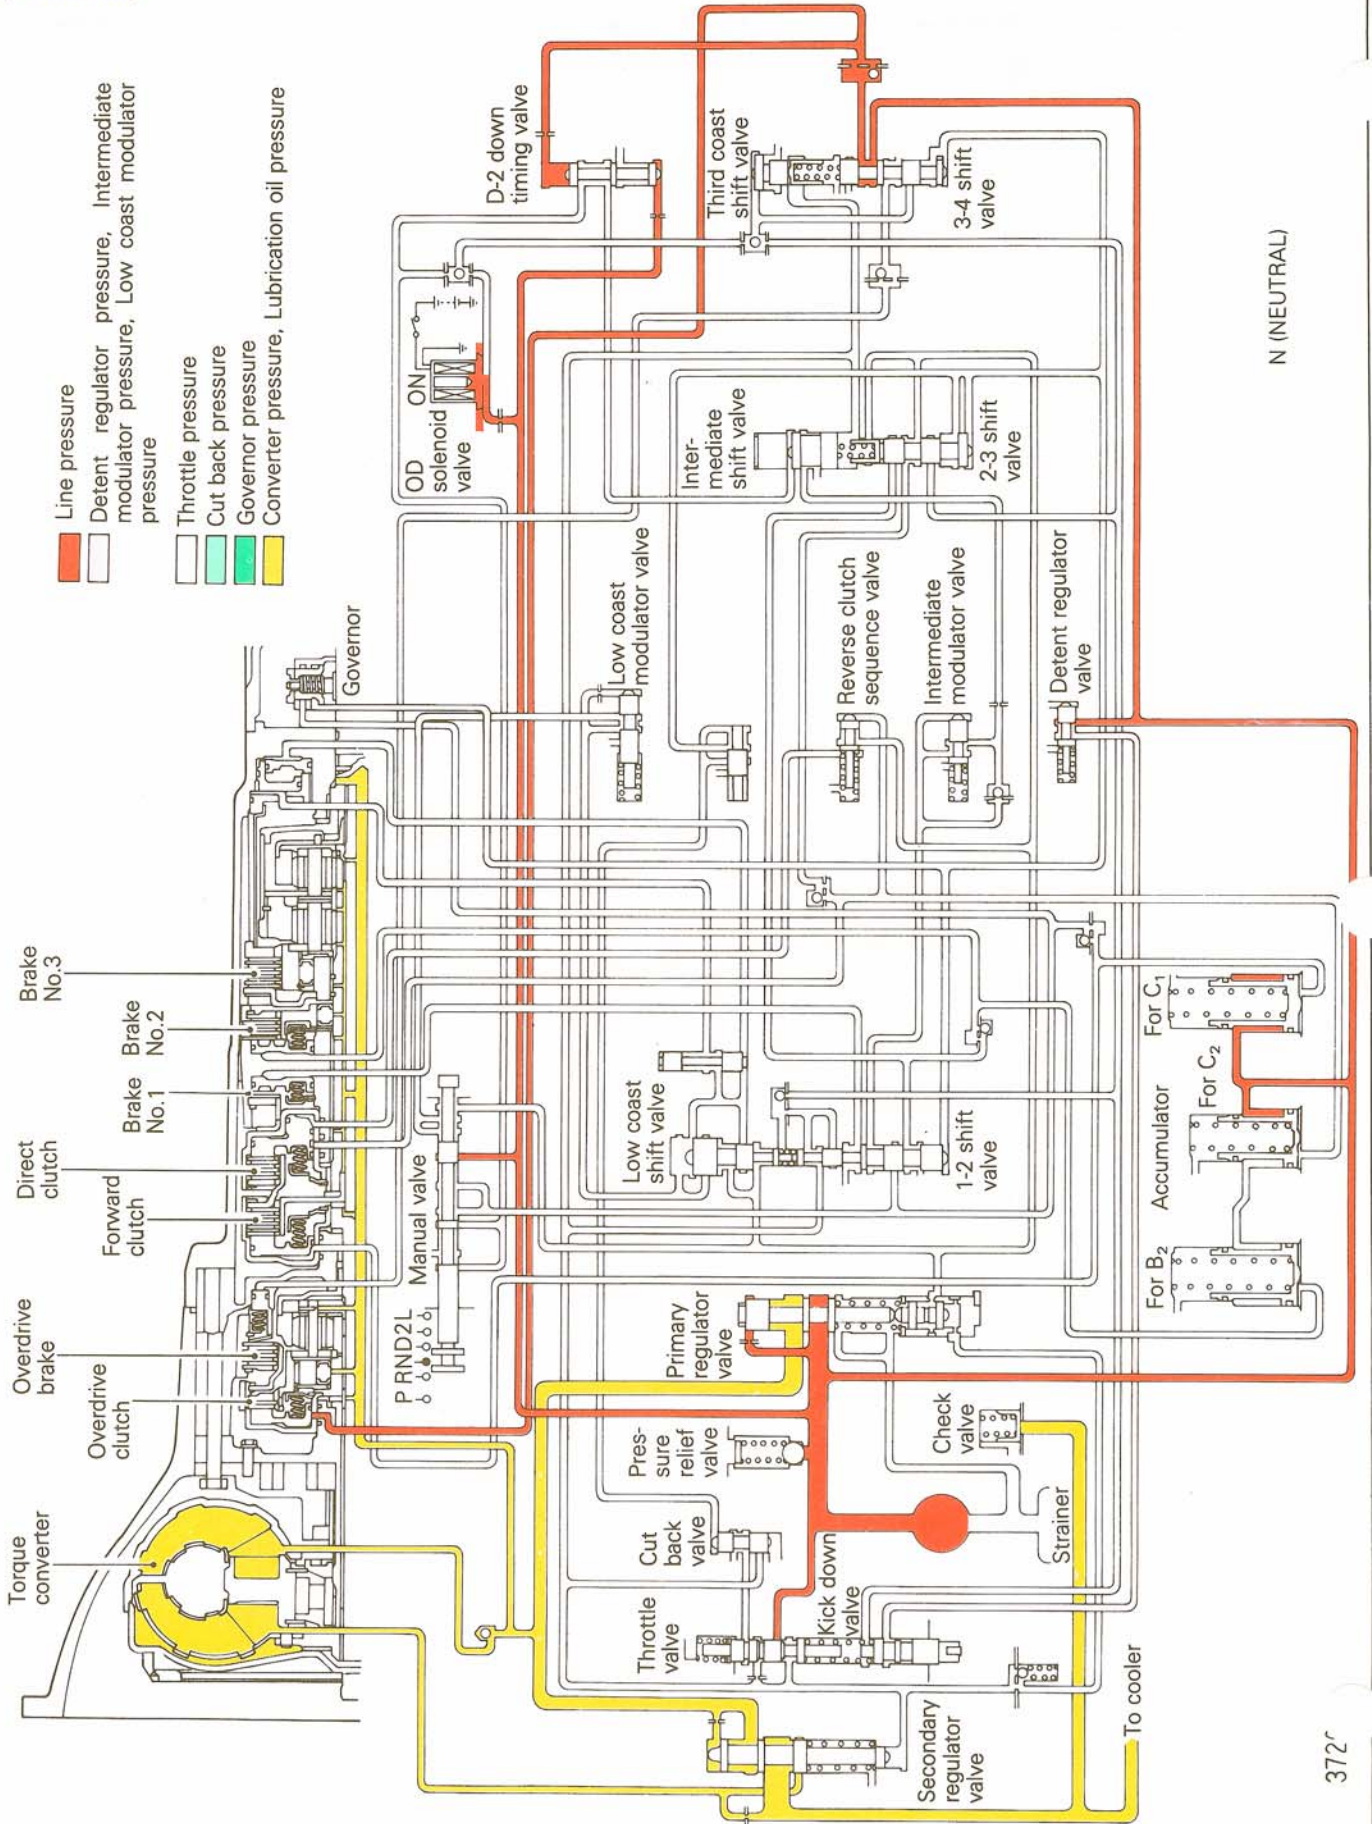 Torque
converter
Overdrive
clutch
Overdrive
brake
Forward
clutch
Direct
clutch
Brake
No.1
Brake
No.2
Brake
No.3
Governor
Line pressure
Detent regulator pressure, Intermediate
modulator pressure, Low coast modulator
pressure
Throttle pressure
Cut back pressure
Governor pressure
Converter pressure, Lubrication oil pressure
P R N D 2 L
Manual valve
OD
solenoid
valve
ON
D-2 down
timing valve
Throttle
valve
Cut
back
valve
Pres-
sure
relief
valve
Primary
regulator
valve
Low coast
shift valve
Low coast
modulator valve
Inter-
mediate
shift valve
Third coast
shift valve
Kick down
valve
Reverse clutch
sequence valve
Intermediate
modulator valve
Secondary
regulator
valve
Check
valve
1-2 shift
valve
2-3 shift
valve
3-4 shift
valve
Detent regulator
valve
Strainer
To cooler
For B₂
Accumulator
For C₂
For C₁
N (NEUTRAL)
372